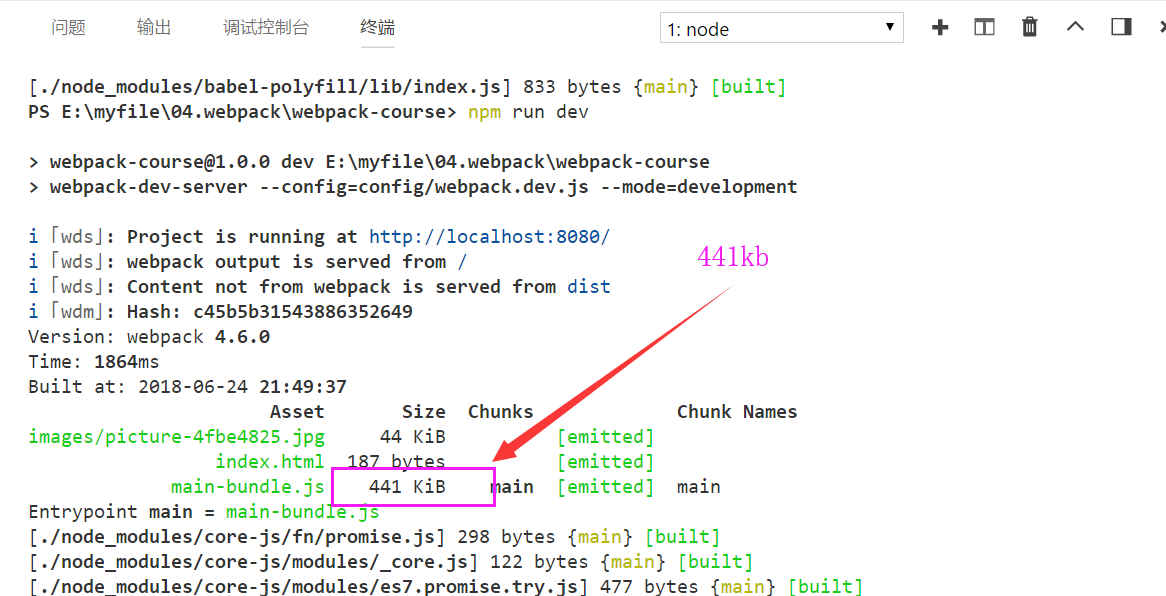 问题 输出 调试控制台 终端 1: node
[./node_modules/babel-polyfill/lib/index.js] 833 bytes {main} [built]
PS E:\myfile\04.webpack\webpack-course> npm run dev
> webpack-course@1.0.0 dev E:\myfile\04.webpack\webpack-course
> webpack-dev-server --config=config/webpack.dev.js --mode=development
i ｢wds｣: Project is running at http://localhost:8080/
441kb
i ｢wds｣: webpack output is served from /
i ｢wds｣: Content not from webpack is served from dist
i ｢wdm｣: Hash: c45b5b31543886352649
Version: webpack 4.6.0
Time: 1864ms
Built at: 2018-06-24 21:49:37
Asset Size Chunks Chunk Names
images/picture-4fbe4825.jpg 44 KiB [emitted]
index.html 187 bytes [emitted]
main-bundle.js 441 KiB main [emitted] main
Entrypoint main = main-bundle.js
[./node_modules/core-js/fn/promise.js] 298 bytes {main} [built]
[./node_modules/core-js/modules/_core.js] 122 bytes {main} [built]
[./node_modules/core-js/modules/es7.promise.try.js] 477 bytes {main} [built]